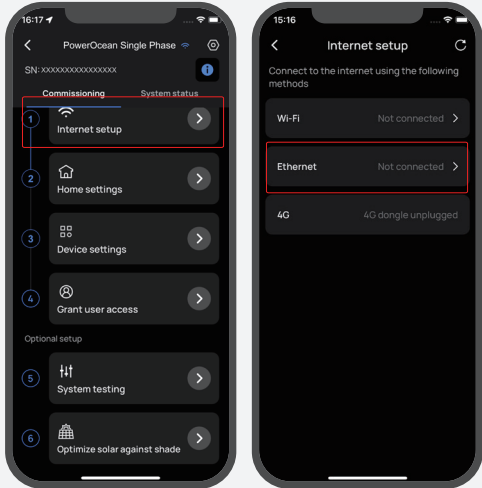 16:17
PowerOcean Single Phase
SN: XXXXXXXXXXXXXXXX
Commissioning
System status
1
Internet setup
2
Home settings
3
Device settings
4
Grant user access
Optional setup
5
System testing
6
Optimize solar against shade
15:16
Internet setup
Connect to the internet using the following
methods
Wi-Fi Not connected
Ethernet Not connected
4G 4G dongle unplugged